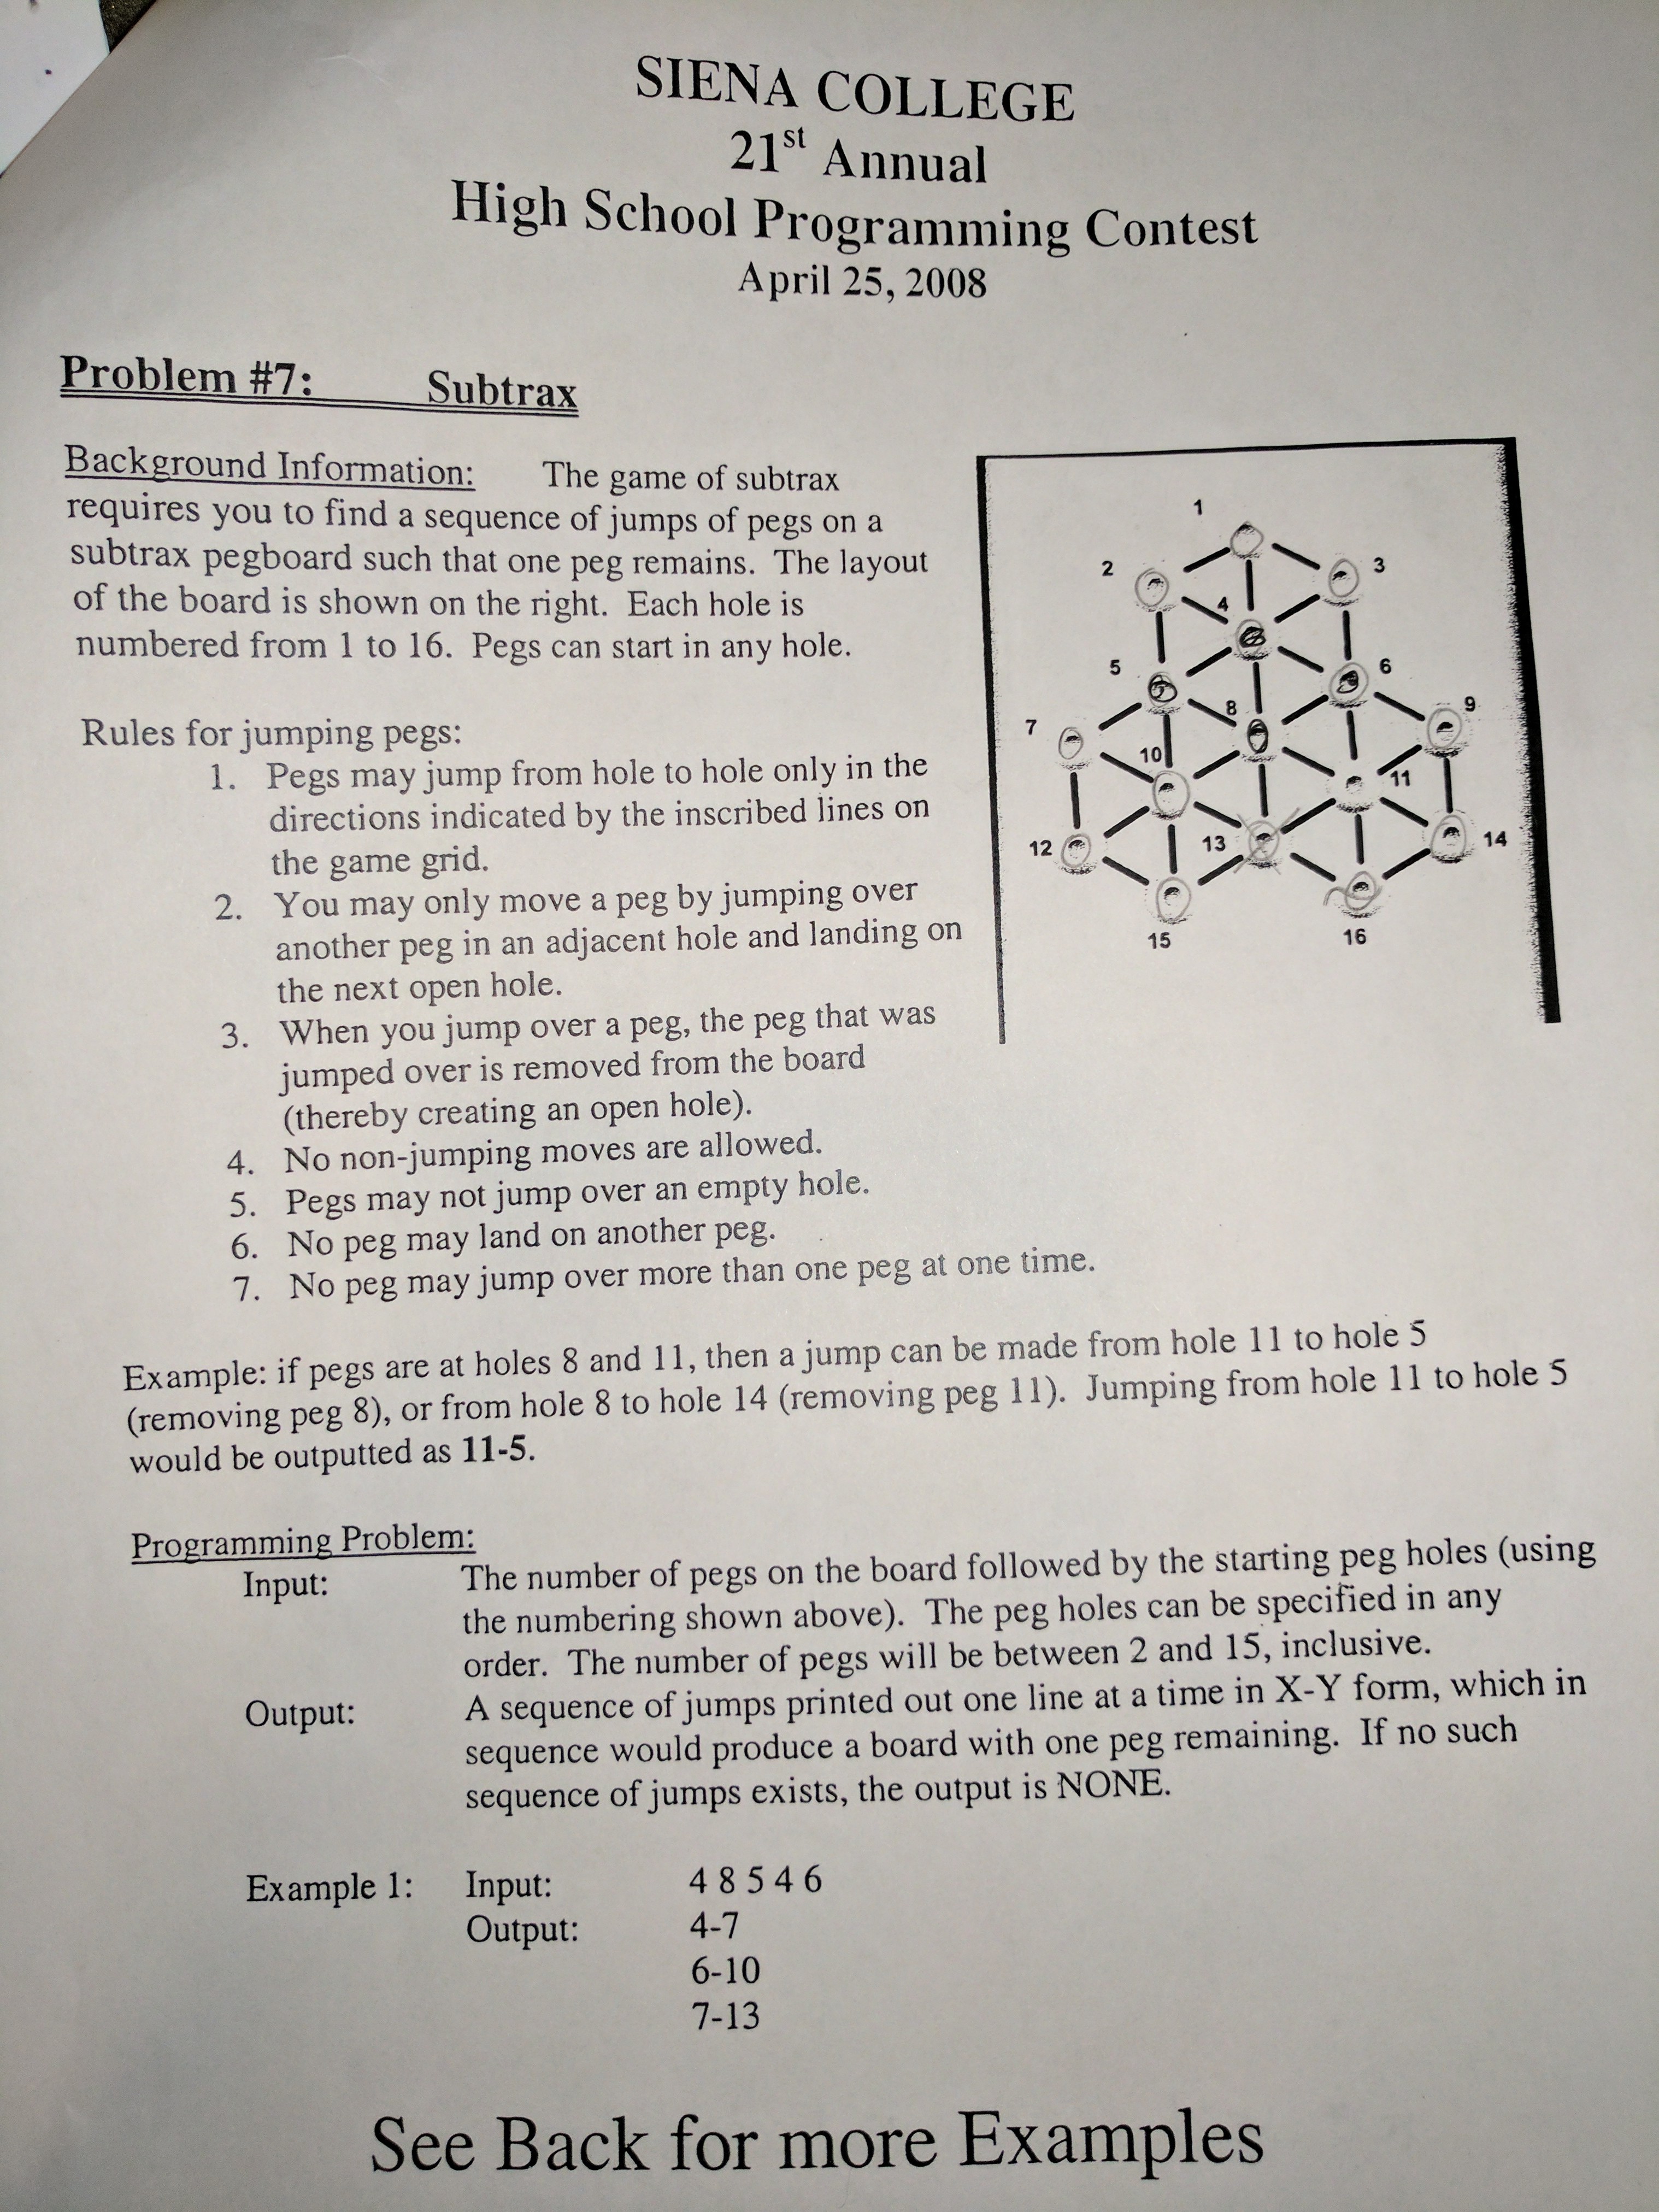 SIENA COLLEGE
21st Annual
High School Programming Contest
April 25, 2008
Problem #7: Subtrax
Background Information: The game of subtrax
requires you to find a sequence of jumps of pegs on a
subtrax pegboard such that one peg remains. The layout
of the board is shown on the right. Each hole is
numbered from 1 to 16. Pegs can start in any hole.
Rules for jumping pegs:
1. Pegs may jump from hole to hole only in the
directions indicated by the inscribed lines on
the game grid.
2. You may only move a peg by jumping over
another peg in an adjacent hole and landing on
the next open hole.
3. When you jump over a peg, the peg that was
jumped over is removed from the board
(thereby creating an open hole).
4. No non-jumping moves are allowed.
5. Pegs may not jump over an empty hole.
6. No peg may land on another peg.
7. No peg may jump over more than one peg at one time.
1
2
3
4
5
6
7
8
9
10
11
12
13
14
15
16
Example: if pegs are at holes 8 and 11, then a jump can be made from hole 11 to hole 5
(removing peg 8), or from hole 8 to hole 14 (removing peg 11). Jumping from hole 11 to hole 5
would be outputted as 11-5.
Programming Problem:
Input: The number of pegs on the board followed by the starting peg holes (using
the numbering shown above). The peg holes can be specified in any
order. The number of pegs will be between 2 and 15, inclusive.
Output: A sequence of jumps printed out one line at a time in X-Y form, which in
sequence would produce a board with one peg remaining. If no such
sequence of jumps exists, the output is NONE.
Example 1: Input: 4 8 5 4 6
Output: 4-7
6-10
7-13
See Back for more Examples